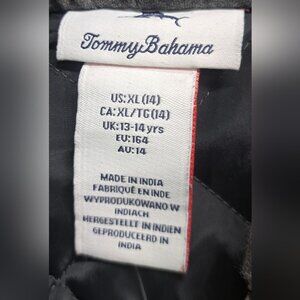 Tommy Bahama
US: XL (14)
CA: XL/TG (14)
UK: 13-14 yrs
EU: 164
AU: 14
MADE IN INDIA
FABRIQUÉ EN INDE
WYPRODUKOWANO W
INDIACH
HERGESTELLT IN INDIEN
GEPRODUCEERD IN
INDIA